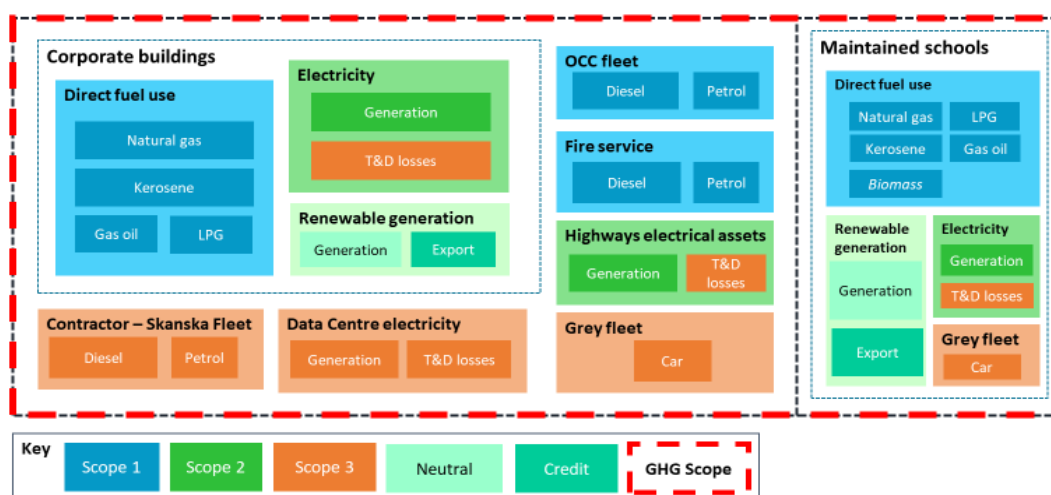 Corporate buildings
Direct fuel use
Natural gas
Kerosene
Gas oil
LPG
Electricity
Generation
T&D losses
Renewable generation
Generation
Export
OCC fleet
Diesel
Petrol
Fire service
Diesel
Petrol
Highways electrical assets
Generation
T&D
losses
Contractor – Skanska Fleet
Diesel
Petrol
Data Centre electricity
Generation
T&D losses
Grey fleet
Car
Maintained schools
Direct fuel use
Natural gas
LPG
Kerosene
Gas oil
Biomass
Renewable
generation
Generation
Export
Electricity
Generation
T&D losses
Grey fleet
Car
Key
Scope 1
Scope 2
Scope 3
Neutral
Credit
GHG Scope